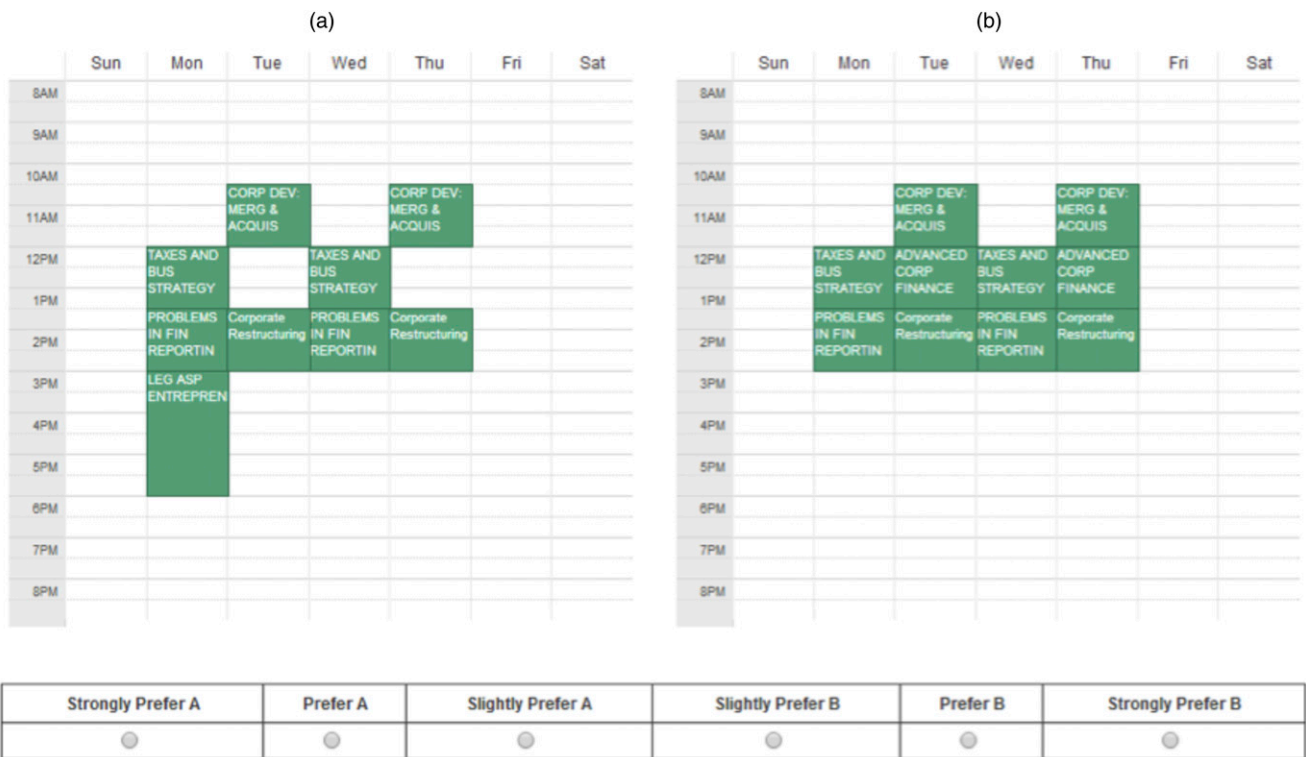 (a)
Sun Mon Tue Wed Thu Fri Sat
8AM
9AM
10AM
CORP DEV: CORP DEV:
MERG & MERG &
11AM
ACQUIS ACQUIS
12PM
TAXES AND TAXES AND
BUS BUS
STRATEGY STRATEGY
1PM
PROBLEMS Corporate PROBLEMS Corporate
IN FIN Restructuring IN FIN Restructuring
2PM
REPORTIN REPORTIN
3PM
LEG ASP
ENTREPREN
4PM
5PM
6PM
7PM
8PM
(b)
Sun Mon Tue Wed Thu Fri Sat
8AM
9AM
10AM
CORP DEV: CORP DEV:
MERG & MERG &
11AM
ACQUIS ACQUIS
12PM
TAXES AND ADVANCED TAXES AND ADVANCED
BUS CORP BUS CORP
STRATEGY FINANCE STRATEGY FINANCE
1PM
PROBLEMS Corporate PROBLEMS Corporate
IN FIN Restructuring IN FIN Restructuring
2PM
REPORTIN REPORTIN
3PM
4PM
5PM
6PM
7PM
8PM
Strongly Prefer A Prefer A Slightly Prefer A Slightly Prefer B Prefer B Strongly Prefer B